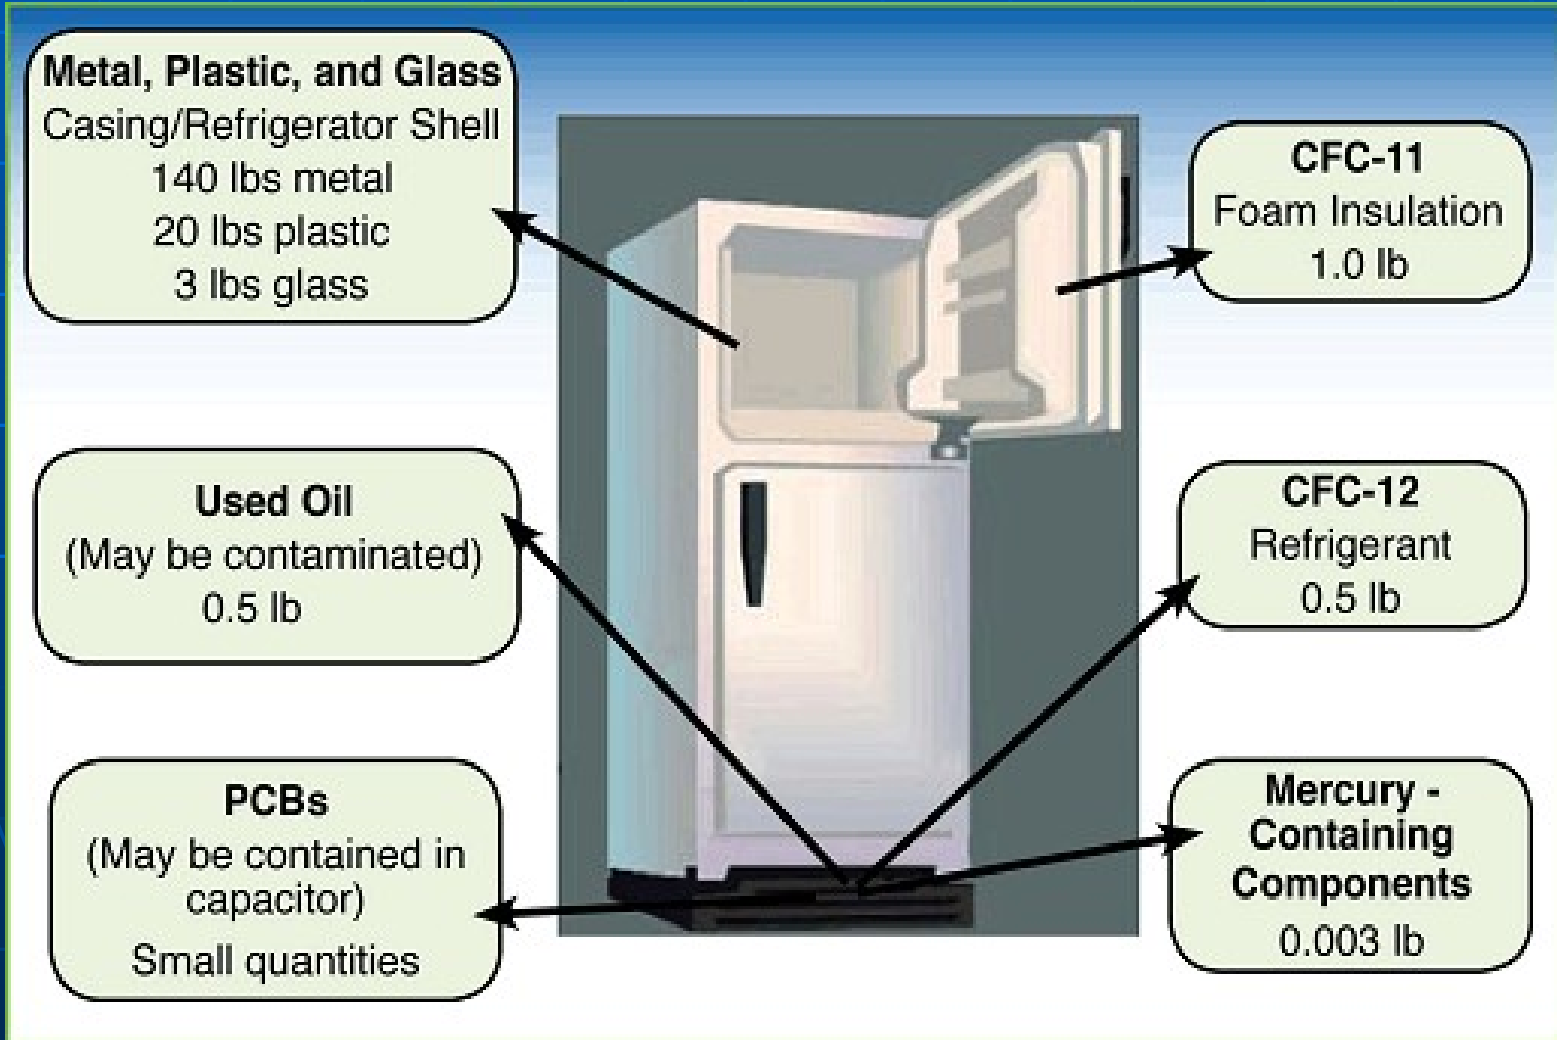 Metal, Plastic, and Glass
Casing/Refrigerator Shell
140 lbs metal
20 lbs plastic
3 lbs glass
CFC-11
Foam Insulation
1.0 lb
Used Oil
(May be contaminated)
0.5 lb
CFC-12
Refrigerant
0.5 lb
PCBs
(May be contained in
capacitor)
Small quantities
Mercury -
Containing
Components
0.003 lb